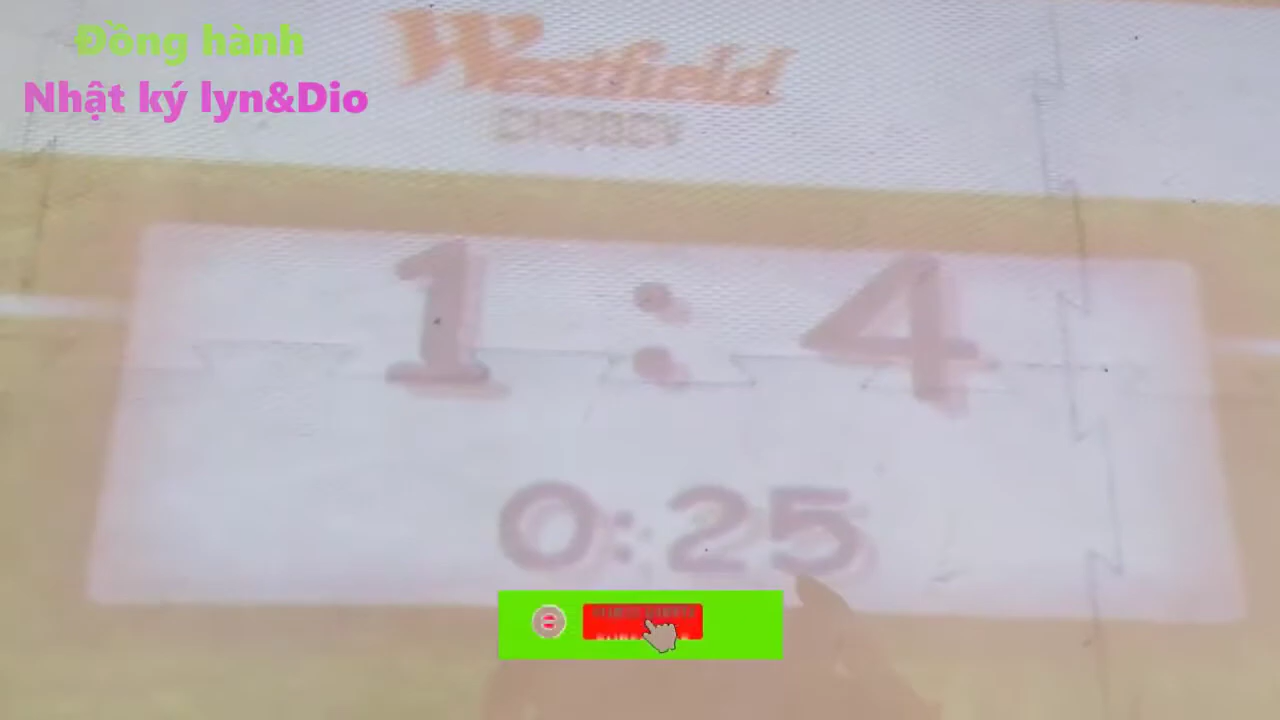 Đồng hành
Nhật ký lyn&Dio
Westfield
1 : 4
0:25